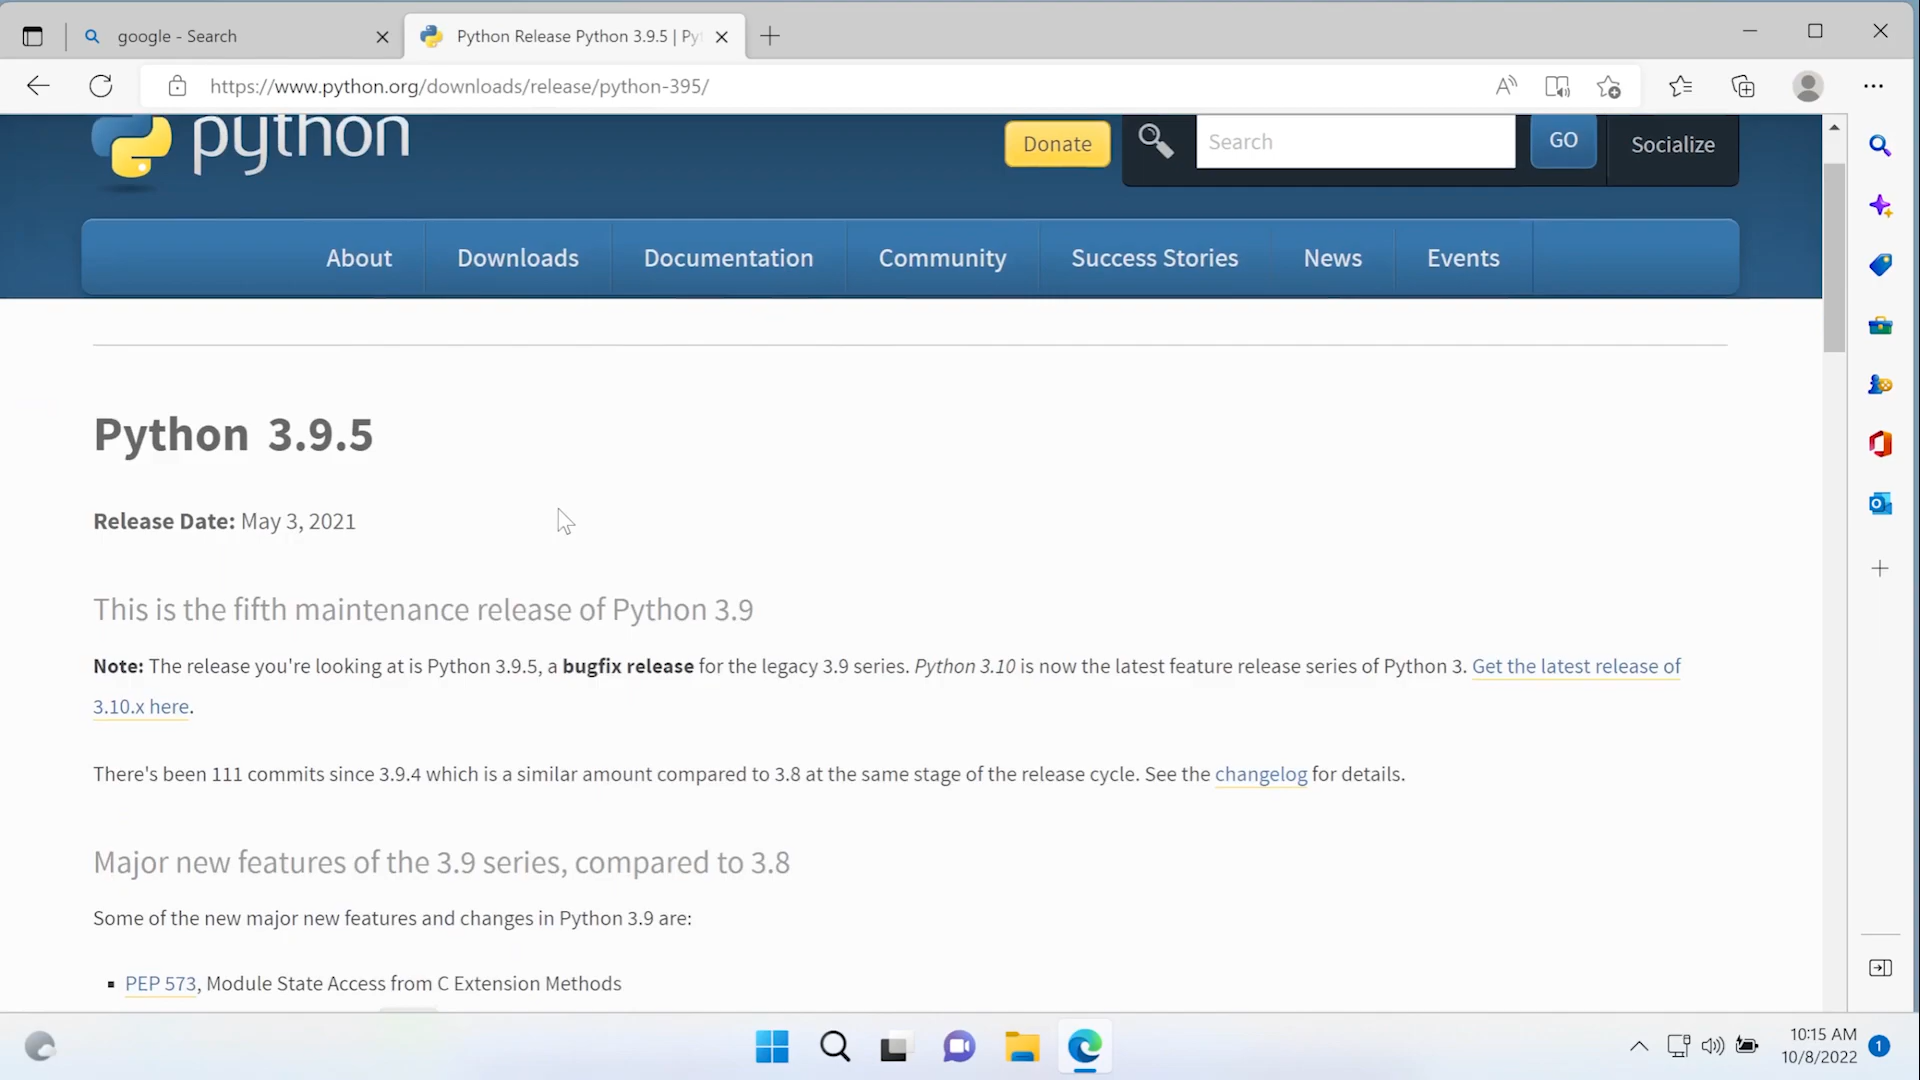 google - Search
Python Release Python 3.9.5 | Py
https://www.python.org/downloads/release/python-395/
python
Donate
Search
GO
Socialize
About
Downloads
Documentation
Community
Success Stories
News
Events
Python 3.9.5
Release Date: May 3, 2021
This is the fifth maintenance release of Python 3.9
Note: The release you're looking at is Python 3.9.5, a bugfix release for the legacy 3.9 series. Python 3.10 is now the latest feature release series of Python 3. Get the latest release of
3.10.x here.
There's been 111 commits since 3.9.4 which is a similar amount compared to 3.8 at the same stage of the release cycle. See the changelog for details.
Major new features of the 3.9 series, compared to 3.8
Some of the new major new features and changes in Python 3.9 are:
PEP 573, Module State Access from C Extension Methods
10:15 AM
10/8/2022
1